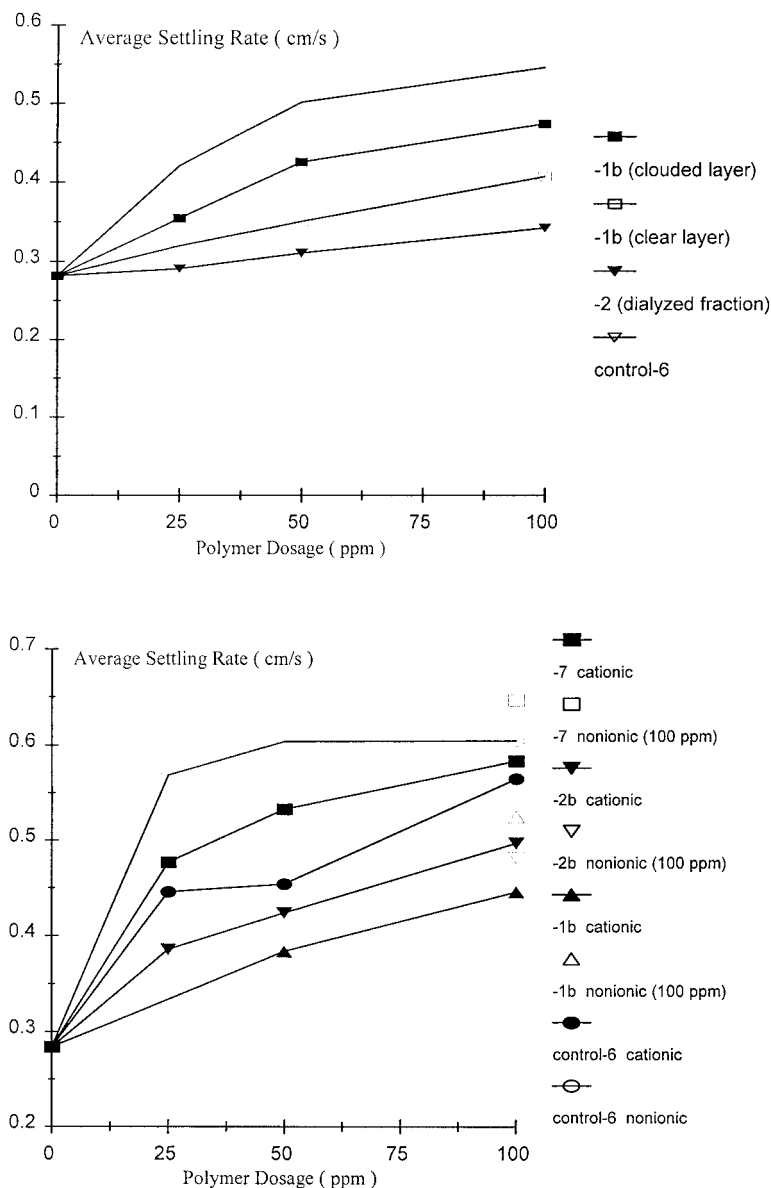 0.6
Average Settling Rate ( cm/s )
0.5
0.4
0.3
0.2
0.1
0
0 25 50 75 100
Polymer Dosage ( ppm )
-1b (clouded layer)
-1b (clear layer)
-2 (dialyzed fraction)
control-6
0.7
Average Settling Rate ( cm/s )
0.6
0.5
0.4
0.3
0.2
0 25 50 75 100
Polymer Dosage ( ppm )
-7 cationic
-7 nonionic (100 ppm)
-2b cationic
-2b nonionic (100 ppm)
-1b cationic
-1b nonionic (100 ppm)
control-6 cationic
control-6 nonionic